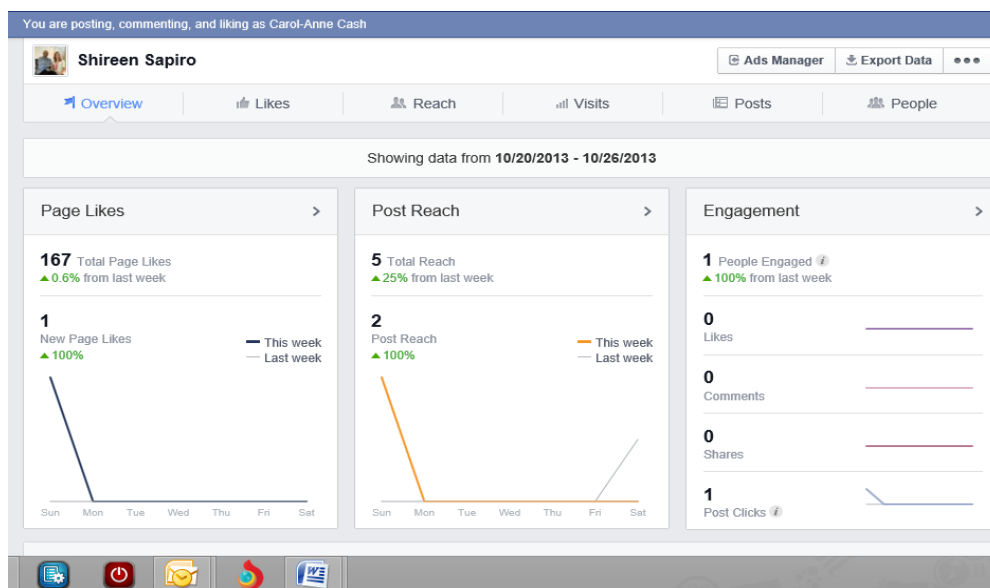 You are posting, commenting, and liking as Carol-Anne Cash
Shireen Sapiro
Ads Manager
Export Data
Overview
Likes
Reach
Visits
Posts
People
Showing data from 10/20/2013 - 10/26/2013
Page Likes
167 Total Page Likes
0.6% from last week
1
New Page Likes
100%
This week
Last week
Sun Mon Tue Wed Thu Fri Sat
Post Reach
5 Total Reach
25% from last week
2
Post Reach
100%
This week
Last week
Sun Mon Tue Wed Thu Fri Sat
Engagement
1 People Engaged i
100% from last week
0
Likes
0
Comments
0
Shares
1
Post Clicks i
W